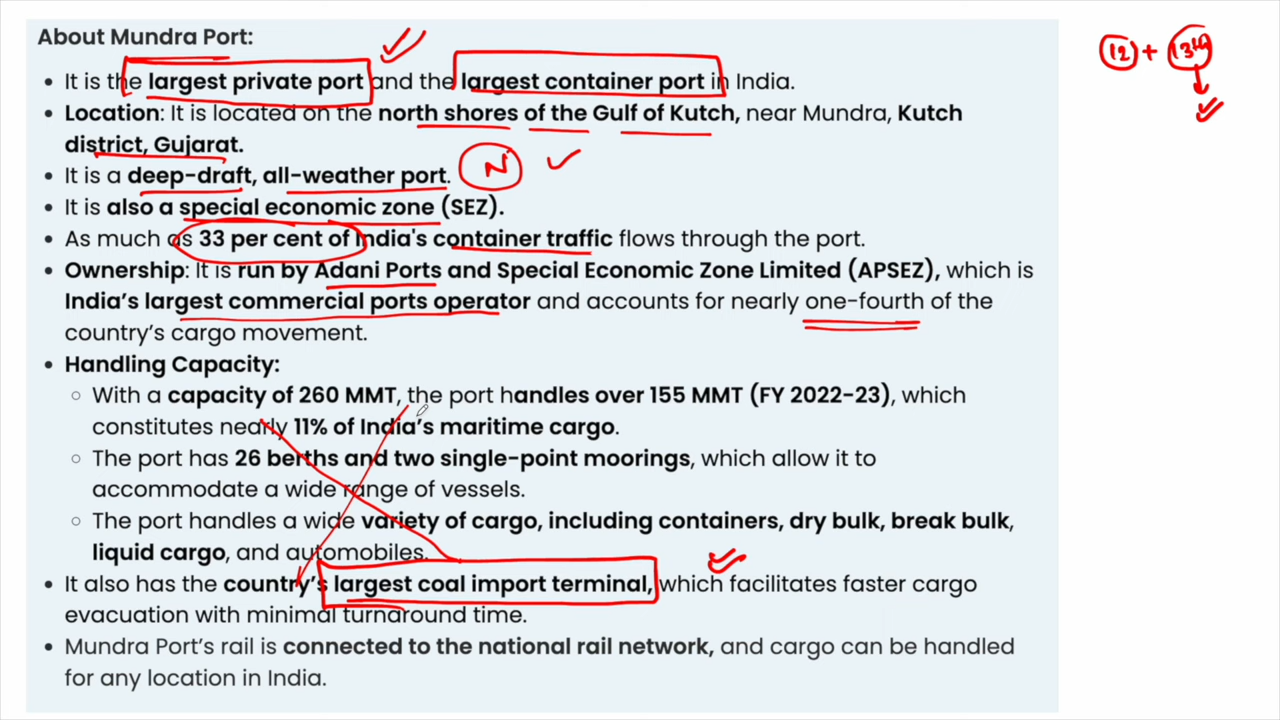 About Mundra Port:
• It is the largest private port and the largest container port in India.
• Location: It is located on the north shores of the Gulf of Kutch, near Mundra, Kutch
district, Gujarat.
• It is a deep-draft, all-weather port. N
• It is also a special economic zone (SEZ).
• As much as 33 per cent of India's container traffic flows through the port.
• Ownership: It is run by Adani Ports and Special Economic Zone Limited (APSEZ), which is
India's largest commercial ports operator and accounts for nearly one-fourth of the
country's cargo movement.
• Handling Capacity:
○ With a capacity of 260 MMT, the port handles over 155 MMT (FY 2022-23), which
constitutes nearly 11% of India's maritime cargo.
○ The port has 26 berths and two single-point moorings, which allow it to
accommodate a wide range of vessels.
○ The port handles a wide variety of cargo, including containers, dry bulk, break bulk,
liquid cargo, and automobiles.
• It also has the country's largest coal import terminal, which facilitates faster cargo
evacuation with minimal turnaround time.
• Mundra Port's rail is connected to the national rail network, and cargo can be handled
for any location in India.
12 + 13th